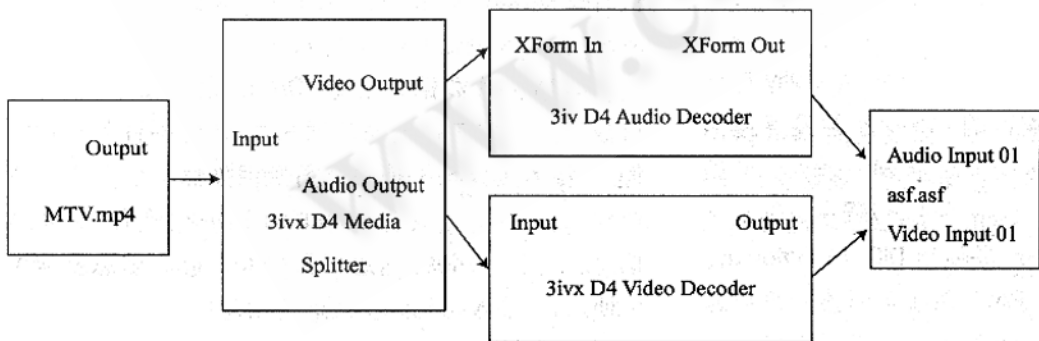 Output
MTV.mp4
Video Output
Input
Audio Output
3ivx D4 Media
Splitter
XForm In XForm Out
3iv D4 Audio Decoder
Input Output
3ivx D4 Video Decoder
Audio Input 01
asf.asf
Video Input 01